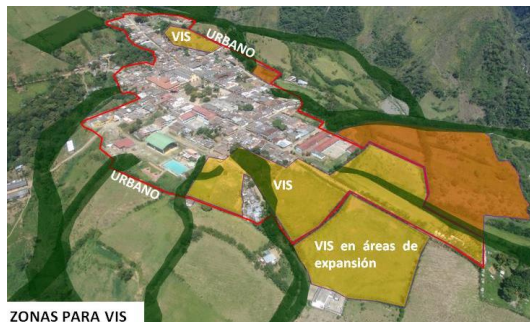 VIS
URBANO
VIS
URBANO
VIS en áreas de
expansión
ZONAS PARA VIS